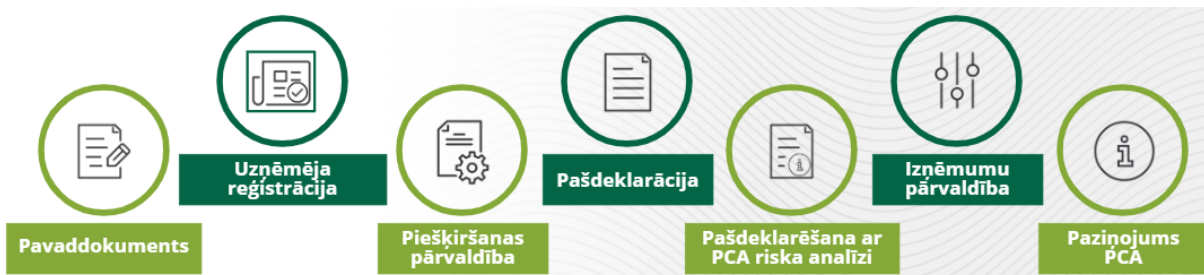 Pavaddokuments
Uzņēmēja
reģistrācija
Piešķiršanas
pārvaldība
Pašdeklarācija
Pašdeklarēšana ar
PCA riska analīzi
Izņēmumu
pārvaldība
Paziņojums
PCA